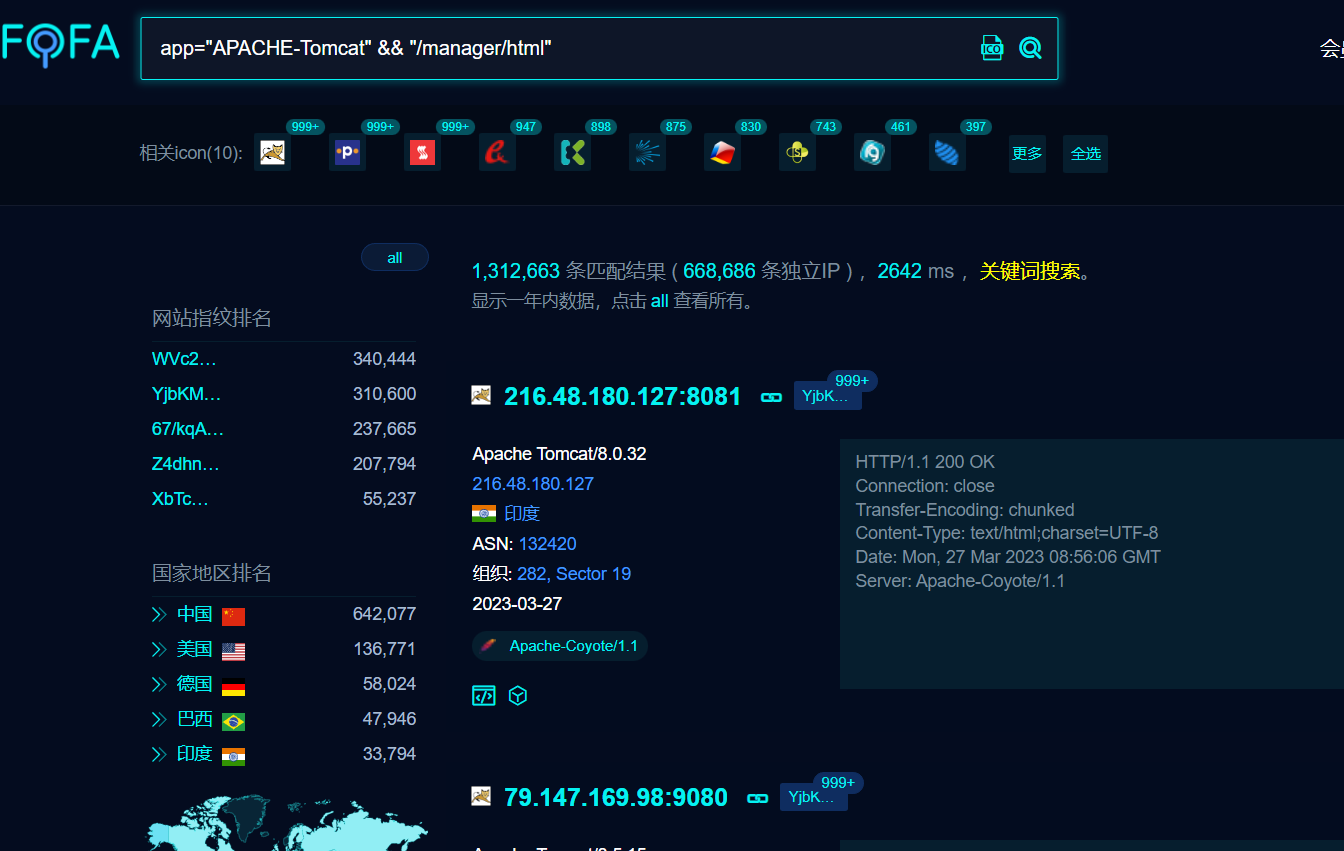 FOFA
app="APACHE-Tomcat" && "/manager/html"
ICO
相关icon(10):
999+ 999+ 999+ 947 898 875 830 743 461 397
更多 全选
all
1,312,663 条匹配结果 ( 668,686 条独立IP ) ， 2642 ms ， 关键词搜索。
显示一年内数据，点击 all 查看所有。
网站指纹排名
WVc2… 340,444
YjbKM… 310,600
67/kqA… 237,665
Z4dhn… 207,794
XbTc… 55,237
国家地区排名
中国 642,077
美国 136,771
德国 58,024
巴西 47,946
印度 33,794
216.48.180.127:8081
YjbK… 999+
Apache Tomcat/8.0.32
216.48.180.127
印度
ASN: 132420
组织: 282, Sector 19
2023-03-27
Apache-Coyote/1.1
HTTP/1.1 200 OK
Connection: close
Transfer-Encoding: chunked
Content-Type: text/html;charset=UTF-8
Date: Mon, 27 Mar 2023 08:56:06 GMT
Server: Apache-Coyote/1.1
79.147.169.98:9080
YjbK… 999+